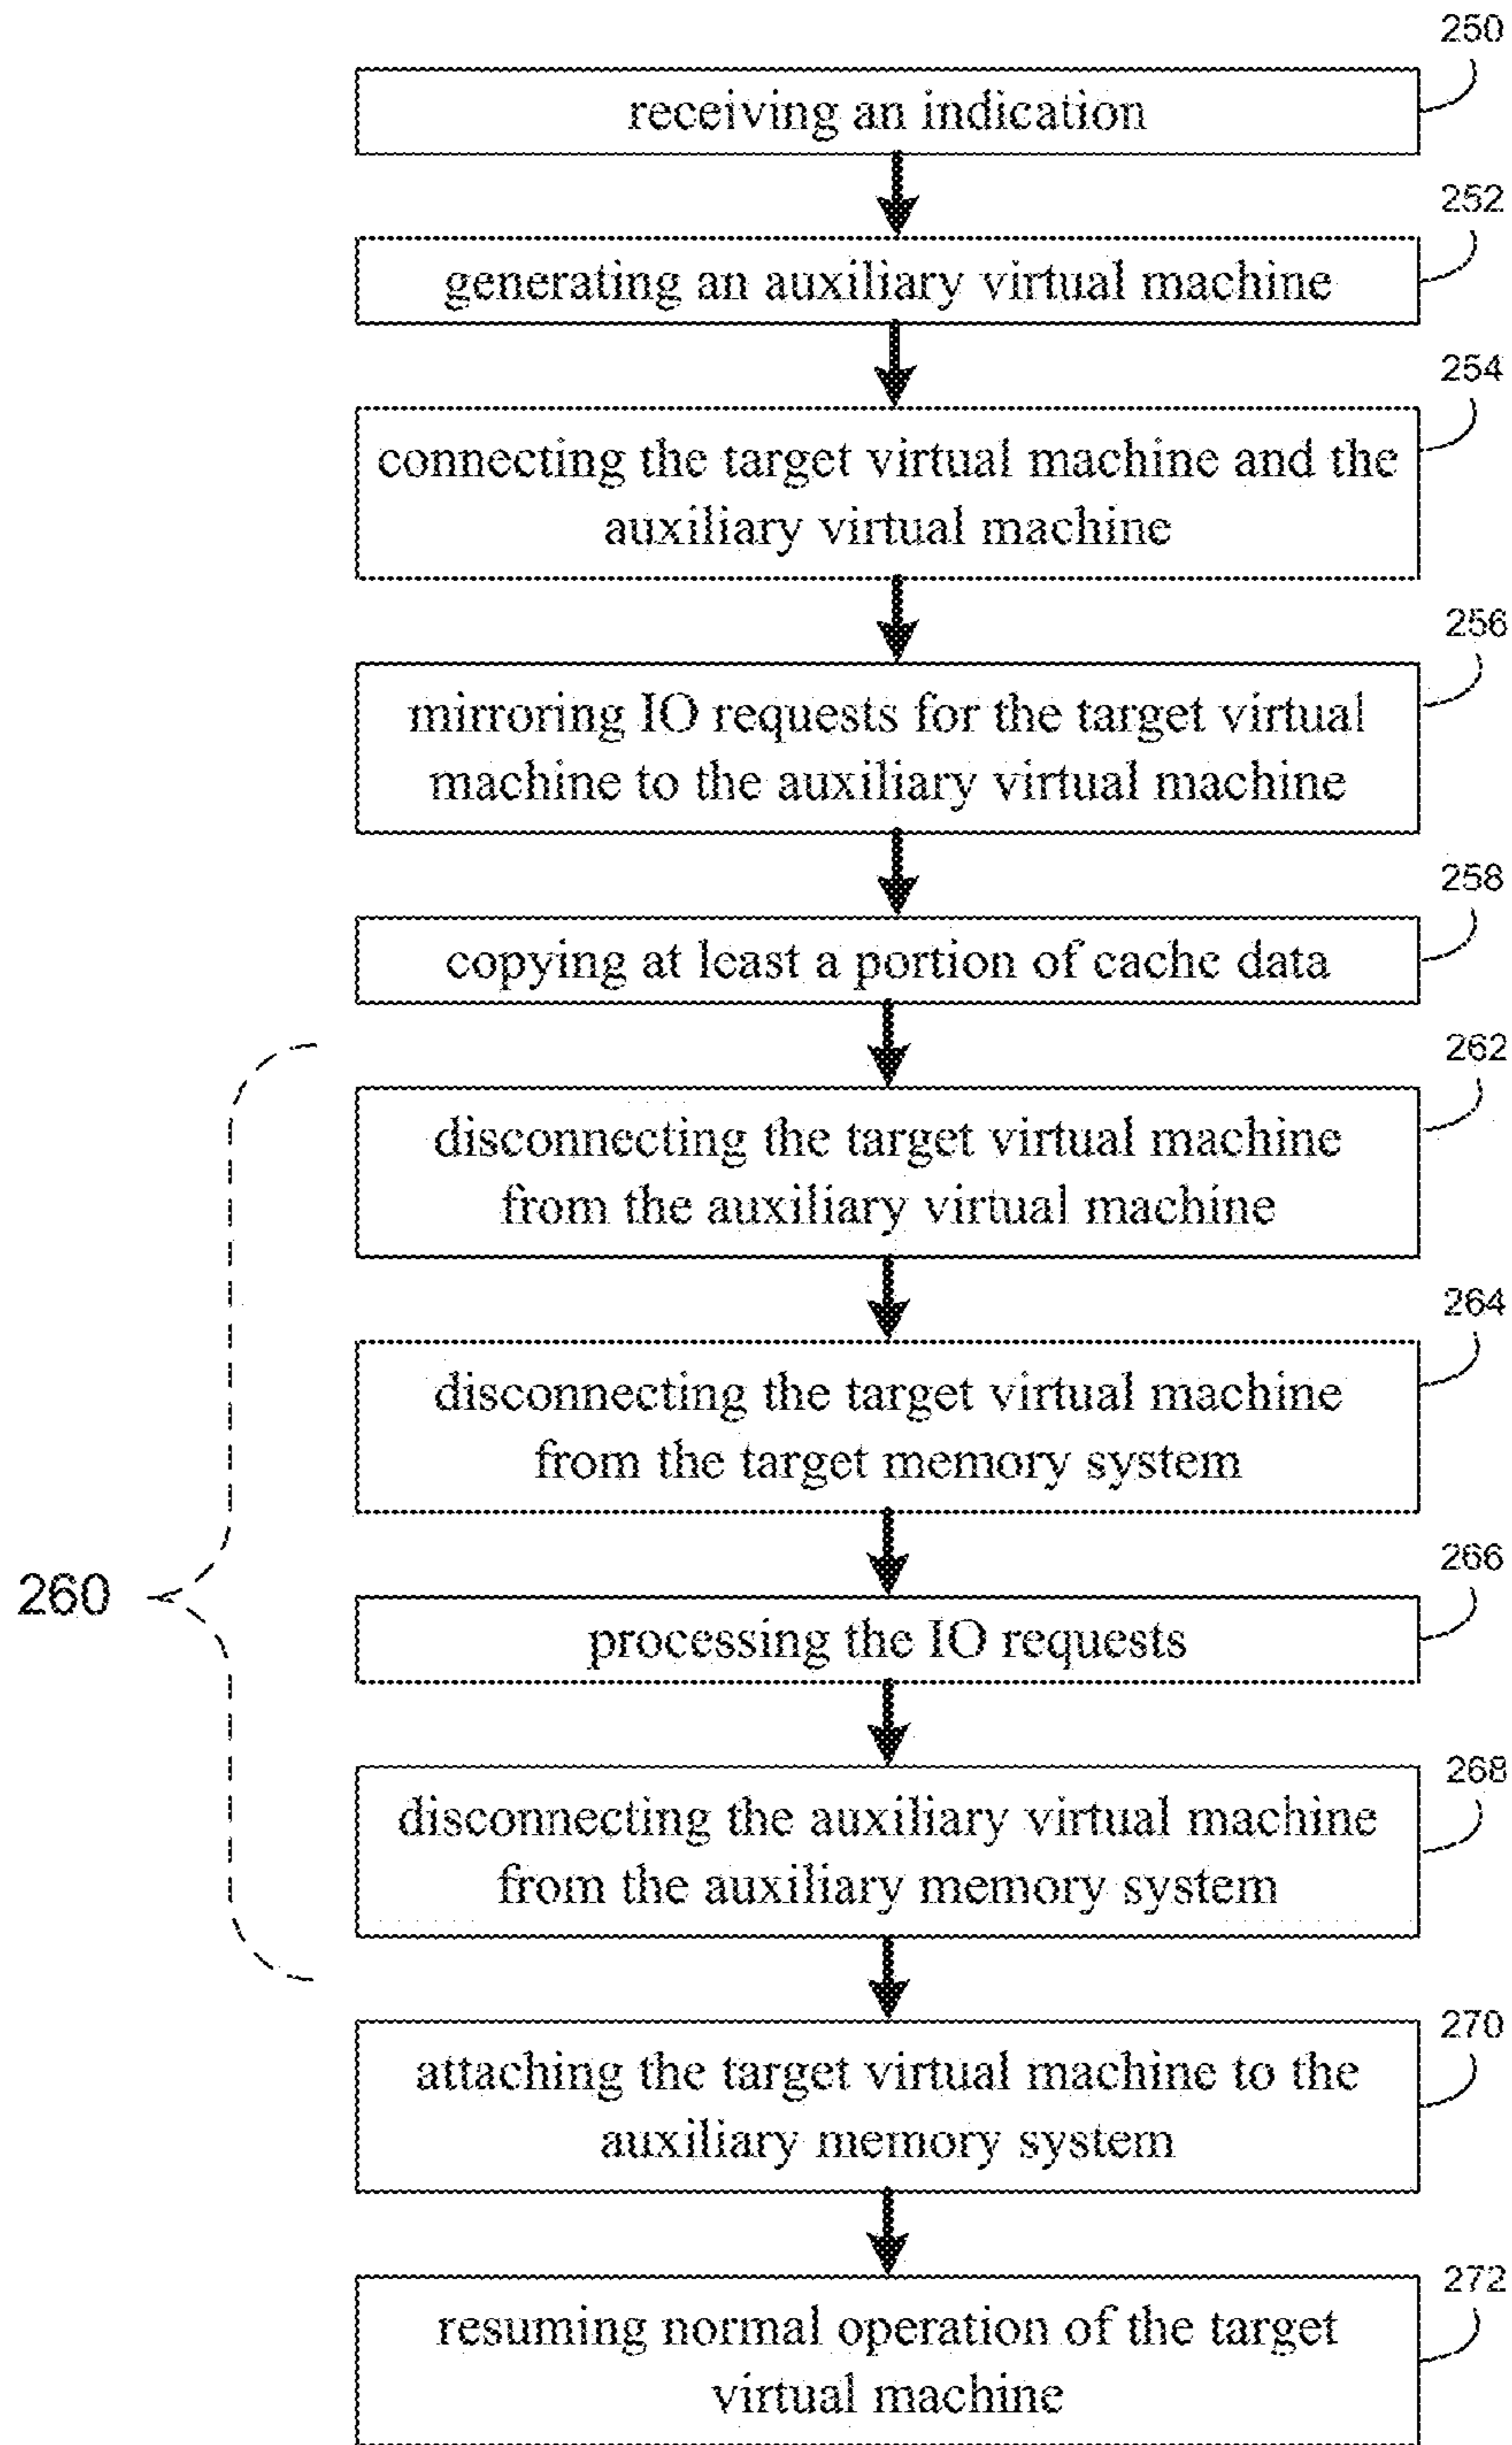 250
receiving an indication
252
generating an auxiliary virtual machine
254
connecting the target virtual machine and the
auxiliary virtual machine
256
mirroring IO requests for the target virtual
machine to the auxiliary virtual machine
258
copying at least a portion of cache data
262
disconnecting the target virtual machine
from the auxiliary virtual machine
264
disconnecting the target virtual machine
from the target memory system
260
266
processing the IO requests
268
disconnecting the auxiliary virtual machine
from the auxiliary memory system
270
attaching the target virtual machine to the
auxiliary memory system
272
resuming normal operation of the target
virtual machine